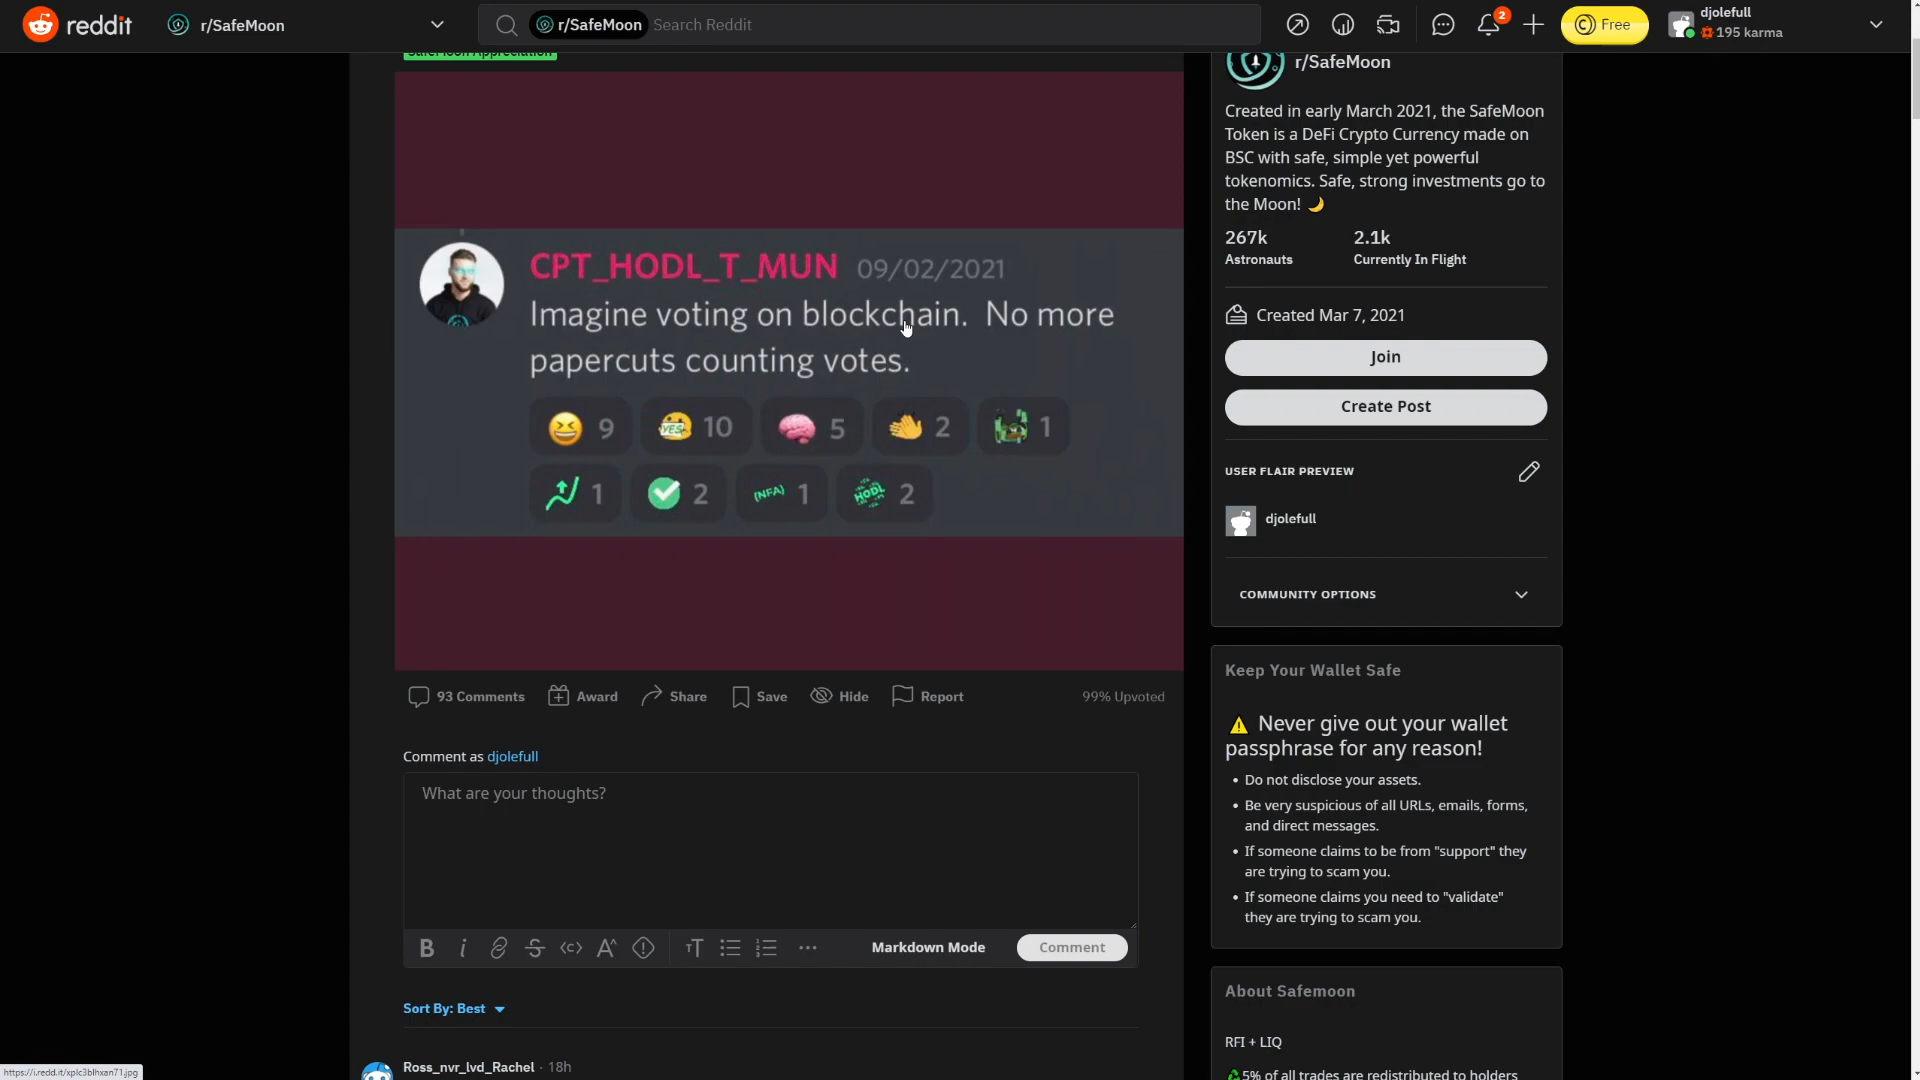 reddit
r/SafeMoon
r/SafeMoon
Search Reddit
2
Free
djolefull
195 karma
SafeMoon Appreciation
CPT_HODL_T_MUN 09/02/2021
Imagine voting on blockchain. No more
papercuts counting votes.
9
YES 10
5
2
1
1
2
(NFA) 1
HODL 2
93 Comments
Award
Share
Save
Hide
Report
99% Upvoted
Comment as djolefull
What are your thoughts?
B
i
Markdown Mode
Comment
Sort By: Best
Ross_nvr_lvd_Rachel · 18h
https://i.redd.it/xplc3blhxan71.jpg
r/SafeMoon
Created in early March 2021, the SafeMoon
Token is a DeFi Crypto Currency made on
BSC with safe, simple yet powerful
tokenomics. Safe, strong investments go to
the Moon! 🌙
267k
Astronauts
2.1k
Currently In Flight
Created Mar 7, 2021
Join
Create Post
USER FLAIR PREVIEW
djolefull
COMMUNITY OPTIONS
Keep Your Wallet Safe
⚠ Never give out your wallet
passphrase for any reason!
• Do not disclose your assets.
• Be very suspicious of all URLs, emails, forms,
and direct messages.
• If someone claims to be from "support" they
are trying to scam you.
• If someone claims you need to "validate"
they are trying to scam you.
About Safemoon
RFI + LIQ
5% of all trades are redistributed to holders